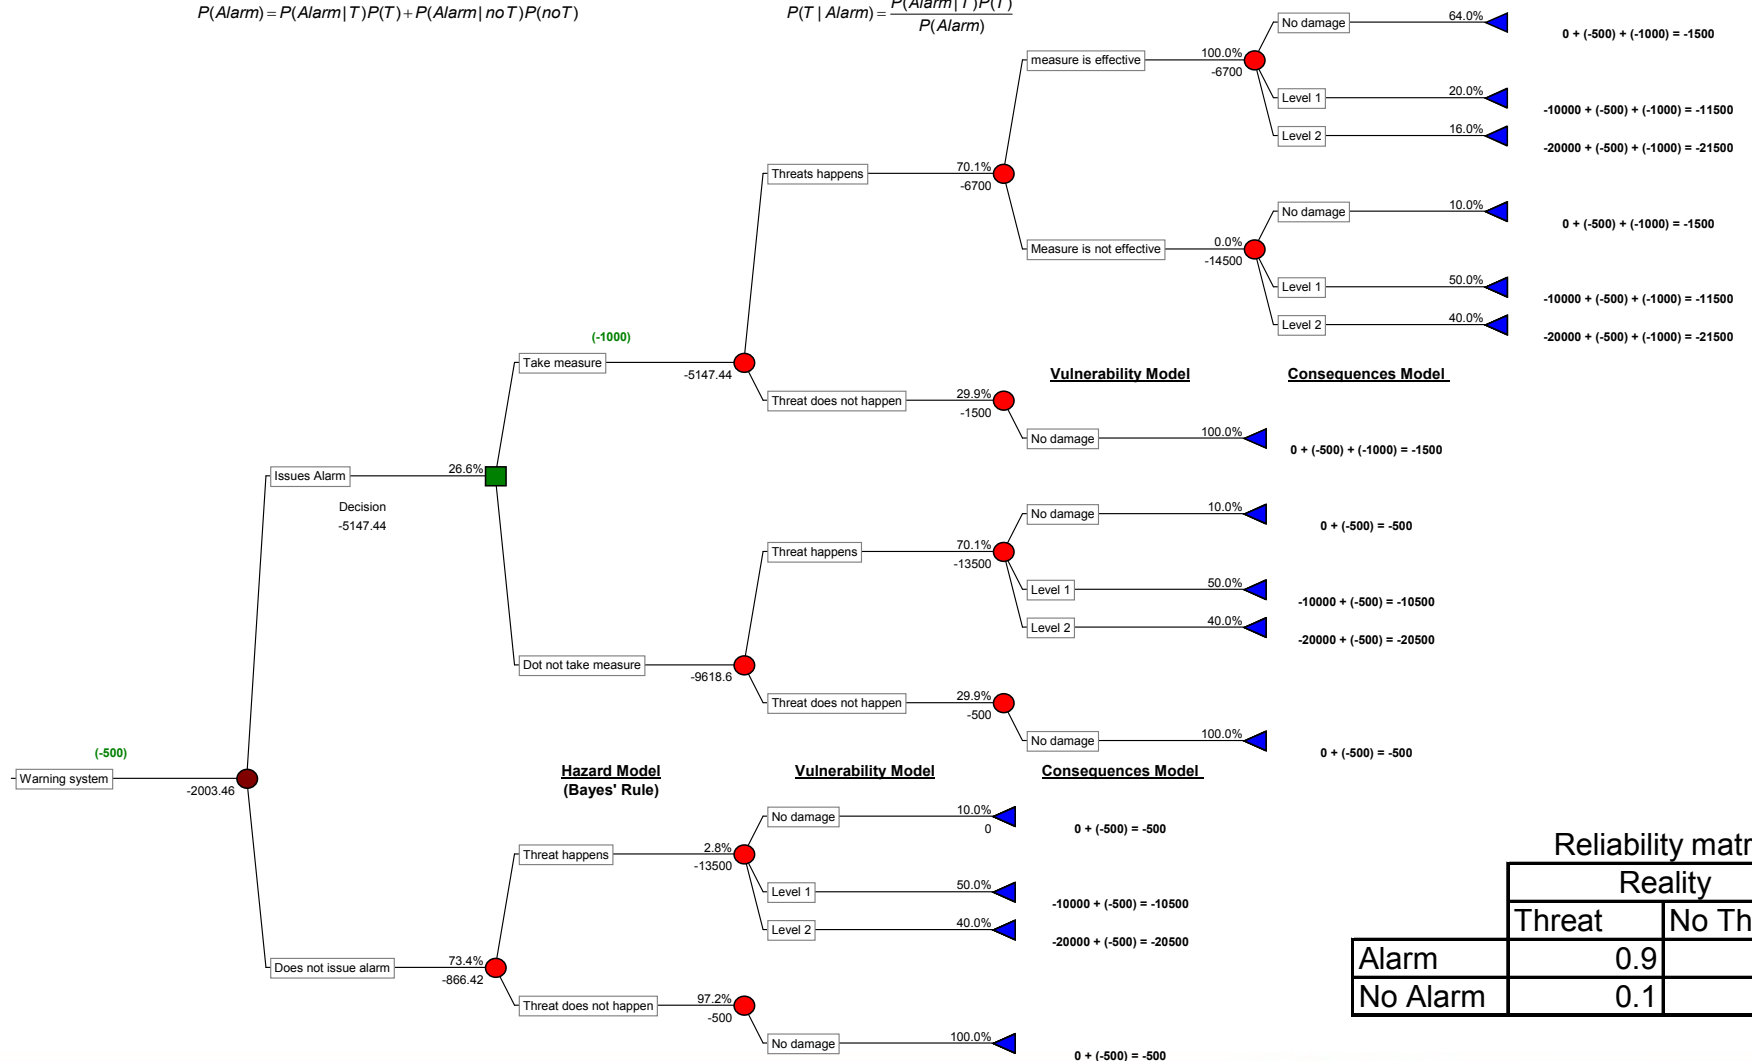 P(Alarm) = P(Alarm | T)P(T) + P(Alarm | no T)P(noT)
P(T | Alarm) = P(Alarm | T)P(T)
P(Alarm)
No damage
64.0%
0 + (-500) + (-1000) = -1500
measure is effective
100.0%
-6700
Level 1
20.0%
-10000 + (-500) + (-1000) = -11500
Level 2
16.0%
-20000 + (-500) + (-1000) = -21500
Threats happens
70.1%
-6700
No damage
10.0%
0 + (-500) + (-1000) = -1500
Measure is not effective
0.0%
-14500
Level 1
50.0%
-10000 + (-500) + (-1000) = -11500
Level 2
40.0%
-20000 + (-500) + (-1000) = -21500
(-1000)
Take measure
-5147.44
Vulnerability Model
Consequences Model
Threat does not happen
29.9%
-1500
No damage
100.0%
0 + (-500) + (-1000) = -1500
Issues Alarm
26.6%
Decision
-5147.44
No damage
10.0%
0 + (-500) = -500
Threat happens
70.1%
-13500
Level 1
50.0%
-10000 + (-500) = -10500
Level 2
40.0%
-20000 + (-500) = -20500
Dot not take measure
-9618.6
Threat does not happen
29.9%
-500
No damage
100.0%
0 + (-500) = -500
(-500)
Warning system
-2003.46
Hazard Model
(Bayes' Rule)
Vulnerability Model
Consequences Model
No damage
10.0%
0
0 + (-500) = -500
Threat happens
2.8%
-13500
Level 1
50.0%
-10000 + (-500) = -10500
Level 2
40.0%
-20000 + (-500) = -20500
Does not issue alarm
73.4%
-866.42
Threat does not happen
97.2%
-500
No damage
100.0%
0 + (-500) = -500
Reliability matr
Reality
Threat
No Th
Alarm
0.9
No Alarm
0.1